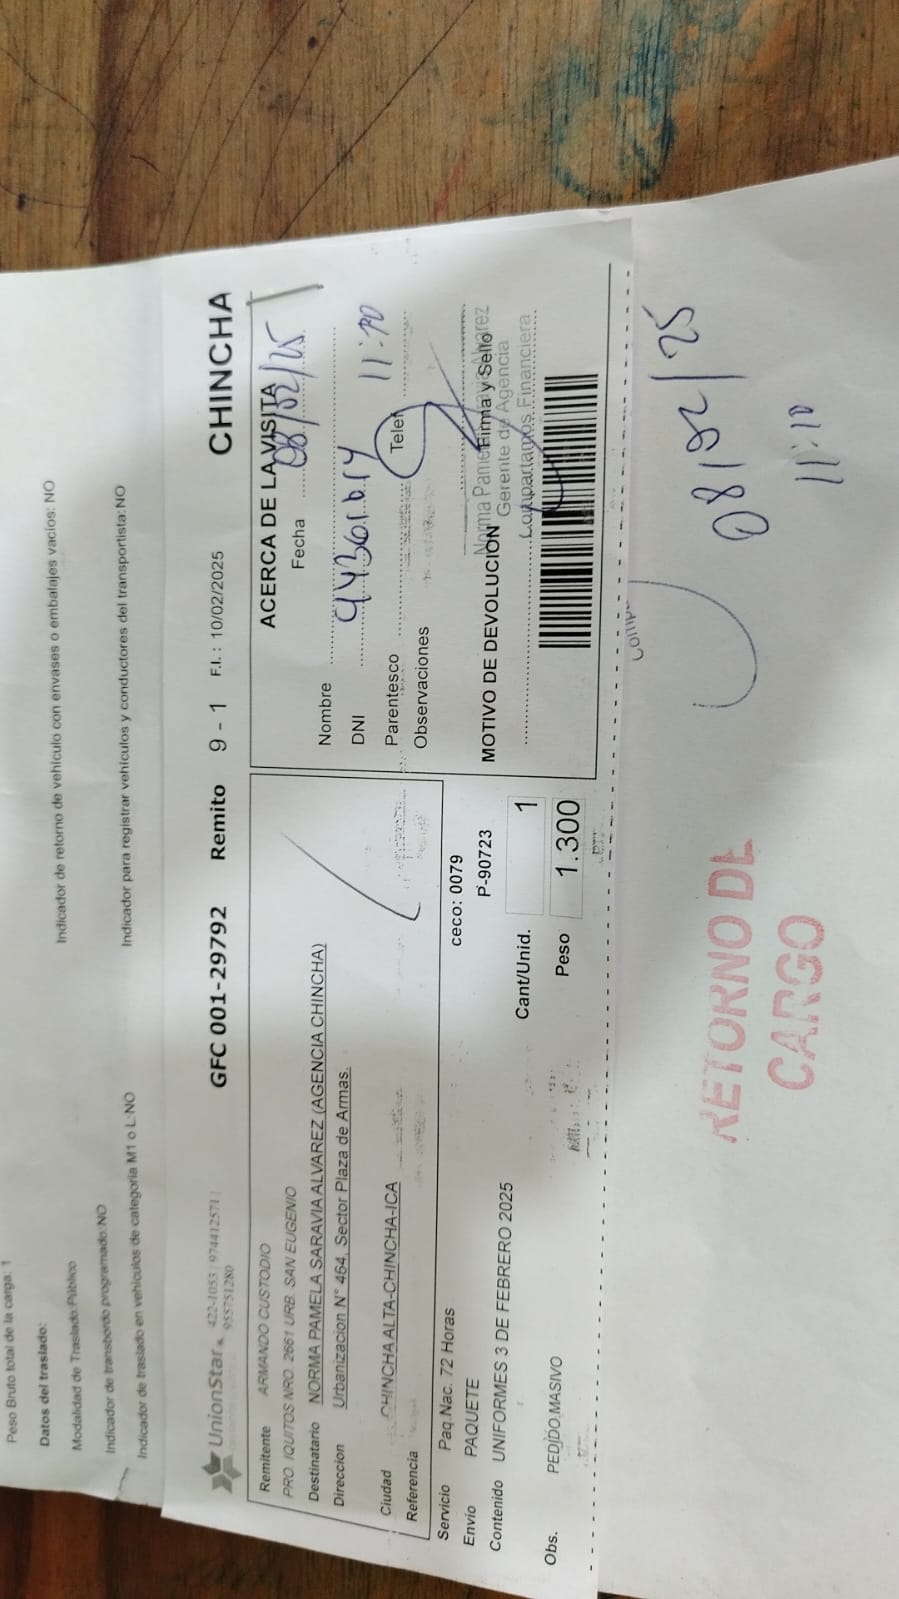 Peso Bruto total de la carga: 1
Datos del traslado:
Modalidad de Traslado:Público
Indicador de retorno de vehículo con envases o embalajes vacíos: NO
Indicador de transbordo programado:NO
Indicador de traslado en vehículos de categoría M1 o L:NO
Indicador para registrar vehículos y conductores del transportista:NO
UnionStar 422-1053 | 974412571 |
955751280
GFC 001-29792 Remito 9 - 1 F.I. : 10/02/2025 CHINCHA
Remitente ARMANDO CUSTODIO
PRO. IQUITOS NRO. 2661 URB. SAN EUGENIO
Destinatario NORMA PAMELA SARAVIA ALVAREZ (AGENCIA CHINCHA)
Direccion Urbanizacion N° 464. Sector Plaza de Armas.
Ciudad CHINCHA ALTA-CHINCHA-ICA
Referencia
Servicio Paq.Nac. 72 Horas ceco: 0079
Envio PAQUETE P-90723
Contenido UNIFORMES 3 DE FEBRERO 2025
Cant/Unid. 1
Peso 1.300
Obs. PEDIDO MASIVO
ACERCA DE LA VISITA
Fecha 08/02/25
Nombre
DNI 11:10
Parentesco Telef
Observaciones
MOTIVO DE DEVOLUCIÓN Firma y Sello
Gerente de Agencia
Compartamos Financiera
RETORNO DE
CARGO
08/02/25
11:10